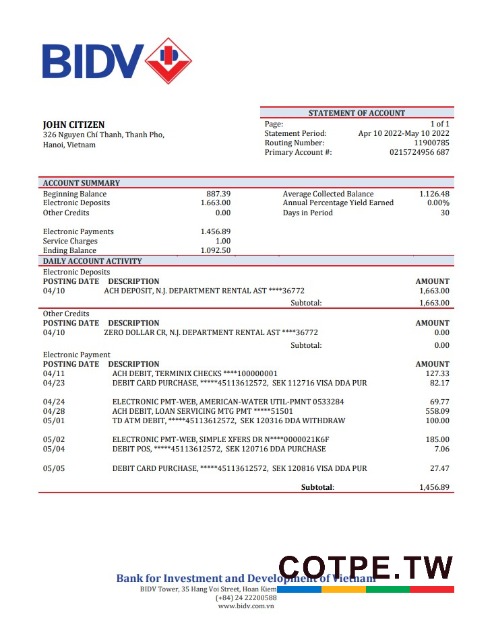 BIDV
JOHN CITIZEN
326 Nguyen Chí Thanh, Thanh Pho,
Hanoi, Vietnam
STATEMENT OF ACCOUNT
Page: 1 of 1
Statement Period: Apr 10 2022-May 10 2022
Routing Number: 11900785
Primary Account #: 0215724956 687
ACCOUNT SUMMARY
Beginning Balance 887.39 Average Collected Balance 1.126.48
Electronic Deposits 1.663.00 Annual Percentage Yield Earned 0.00%
Other Credits 0.00 Days in Period 30
Electronic Payments 1.456.89
Service Charges 1.00
Ending Balance 1.092.50
DAILY ACCOUNT ACTIVITY
Electronic Deposits
POSTING DATE DESCRIPTION AMOUNT
04/10 ACH DEPOSIT, N.J. DEPARTMENT RENTAL AST ****36772 1,663.00
Subtotal: 1,663.00
Other Credits
POSTING DATE DESCRIPTION AMOUNT
04/10 ZERO DOLLAR CR, N.J. DEPARTMENT RENTAL AST ****36772 0.00
Subtotal: 0.00
Electronic Payment
POSTING DATE DESCRIPTION AMOUNT
04/11 ACH DEBIT, TERMINIX CHECKS ****100000001 127.33
04/23 DEBIT CARD PURCHASE, *****45113612572, SEK 112716 VISA DDA PUR 82.17
04/24 ELECTRONIC PMT-WEB, AMERICAN-WATER UTIL-PMNT 0533284 69.77
04/28 ACH DEBIT, LOAN SERVICING MTG PMT *****51501 558.09
05/01 TD ATM DEBIT, *****45113612572, SEK 120316 DDA WITHDRAW 100.00
05/02 ELECTRONIC PMT-WEB, SIMPLE XFERS DR N****0000021K6F 185.00
05/04 DEBIT POS, *****45113612572, SEK 120716 DDA PURCHASE 7.06
05/05 DEBIT CARD PURCHASE, *****45113612572, SEK 120816 VISA DDA PUR 27.47
Subtotal: 1,456.89
COTPE.TW
Bank for Investment and Development of Vietnam
BIDV Tower, 35 Hang Voi Street, Hoan Kiem
(+84) 24 22200588
www.bidv.com.vn